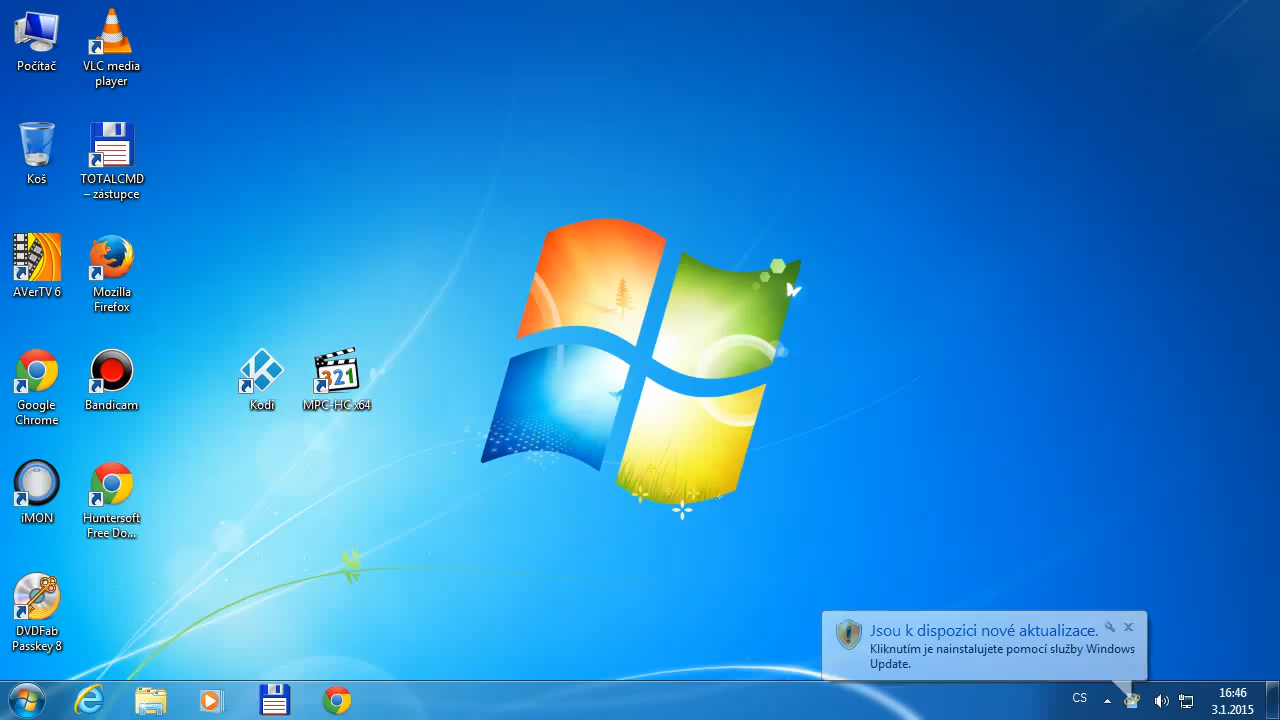 Počítač
VLC media
player
Koš
TOTALCMD
– zástupce
AVerTV 6
Mozilla
Firefox
Google
Chrome
Bandicam
Kodi
321
MPC-HC x64
iMON
Huntersoft
Free Do...
DVDFab
Passkey 8
Jsou k dispozici nové aktualizace.
Kliknutím je nainstalujete pomocí služby Windows
Update.
CS
16:46
3.1.2015